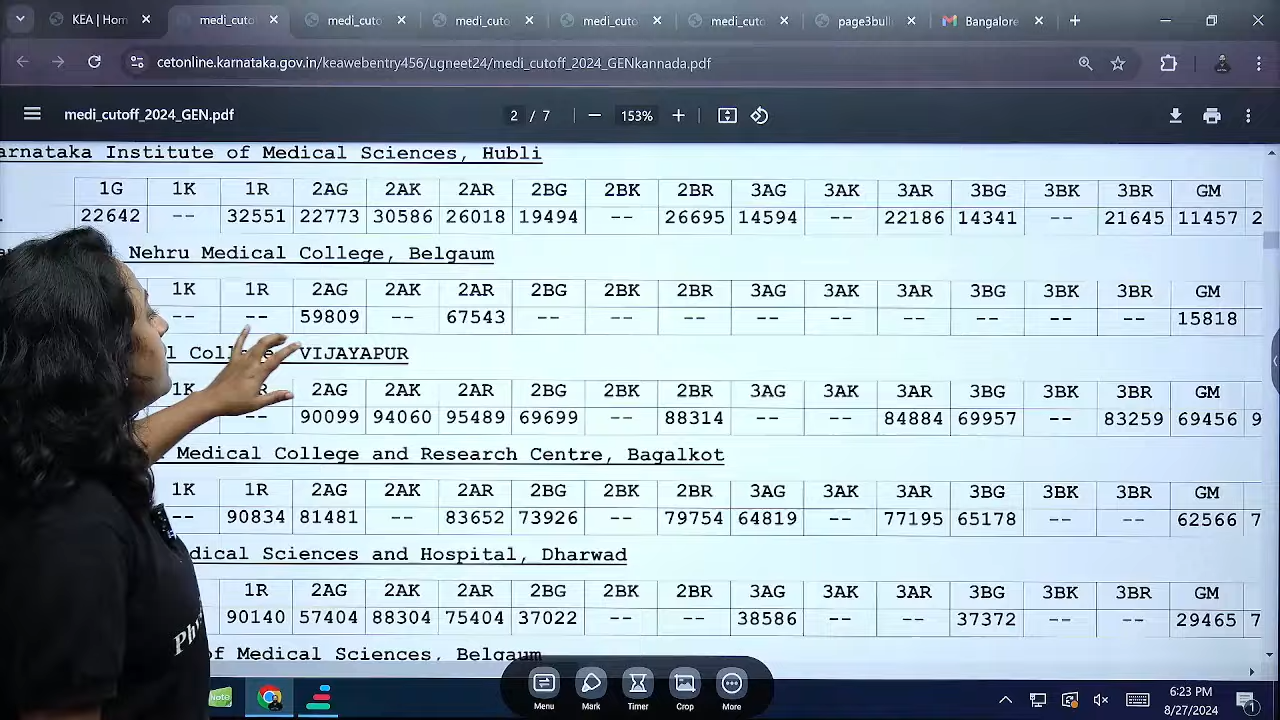 KEA | Hom
medi_cuto
medi_cuto
medi_cuto
medi_cuto
medi_cuto
page3bull
Bangalore
cetonline.karnataka.gov.in/keawebentry456/ugneet24/medi_cutoff_2024_GENkannada.pdf
medi_cutoff_2024_GEN.pdf
2 / 7
153%
arnataka Institute of Medical Sciences, Hubli
1G 1K 1R 2AG 2AK 2AR 2BG 2BK 2BR 3AG 3AK 3AR 3BG 3BK 3BR GM
22642 -- 32551 22773 30586 26018 19494 -- 26695 14594 -- 22186 14341 -- 21645 11457 2
Nehru Medical College, Belgaum
1K 1R 2AG 2AK 2AR 2BG 2BK 2BR 3AG 3AK 3AR 3BG 3BK 3BR GM
-- -- 59809 -- 67543 -- -- -- -- -- -- -- -- -- 15818
l College, VIJAYAPUR
1K R 2AG 2AK 2AR 2BG 2BK 2BR 3AG 3AK 3AR 3BG 3BK 3BR GM
-- 90099 94060 95489 69699 -- 88314 -- -- 84884 69957 -- 83259 69456 9
Medical College and Research Centre, Bagalkot
1K 1R 2AG 2AK 2AR 2BG 2BK 2BR 3AG 3AK 3AR 3BG 3BK 3BR GM
-- 90834 81481 -- 83652 73926 -- 79754 64819 -- 77195 65178 -- -- 62566 7
dical Sciences and Hospital, Dharwad
1R 2AG 2AK 2AR 2BG 2BK 2BR 3AG 3AK 3AR 3BG 3BK 3BR GM
90140 57404 88304 75404 37022 -- -- 38586 -- -- 37372 -- -- 29465 7
of Medical Sciences, Belgaum
Menu
Mark
Timer
Crop
More
Note
6:23 PM
8/27/2024
1
Ph